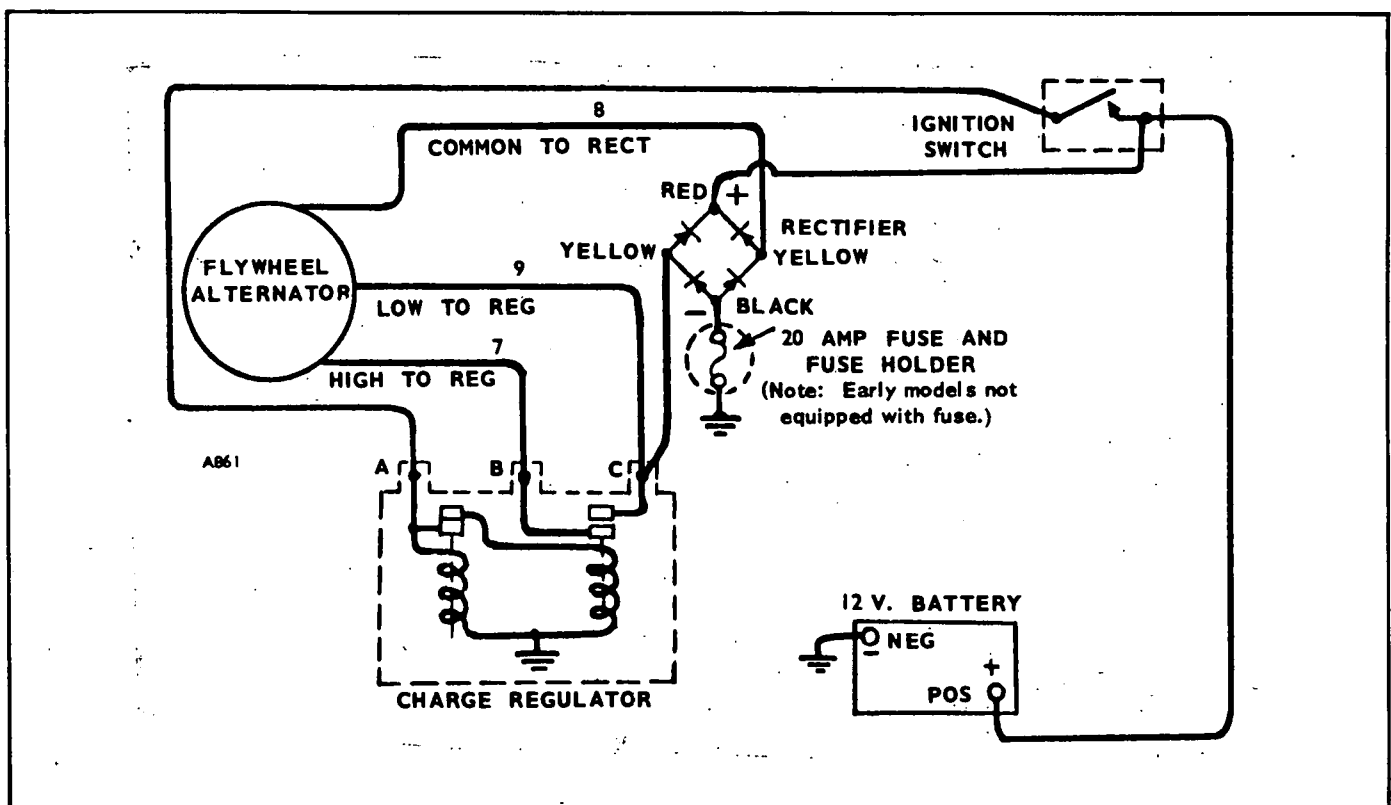 8
COMMON TO RECT
IGNITION
SWITCH
RED
+
RECTIFIER
YELLOW
YELLOW
FLYWHEEL
ALTERNATOR
9
LOW TO REG
−
BLACK
20 AMP FUSE AND
FUSE HOLDER
(Note: Early models not
equipped with fuse.)
7
HIGH TO REG
A861
A
B
C
CHARGE REGULATOR
12 V. BATTERY
NEG
−
+
POS